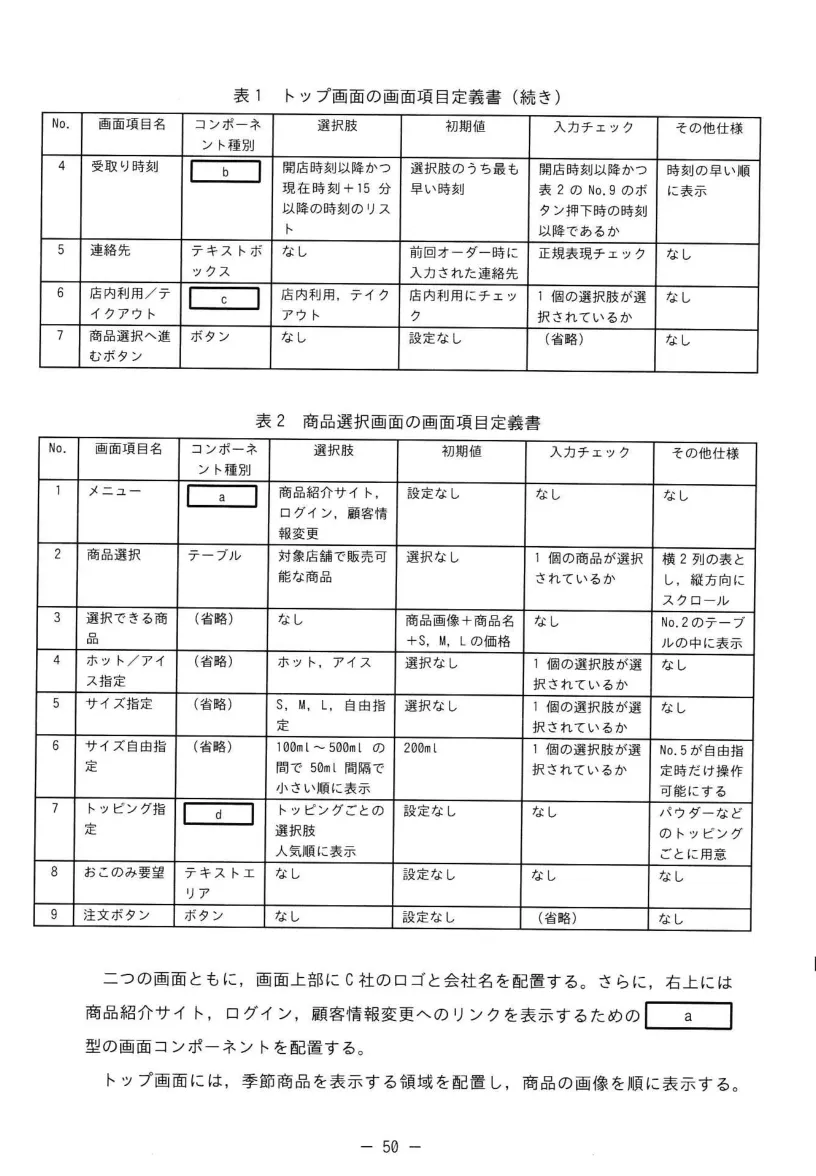 表1 トップ画面の画面項目定義書（続き）
No. 画面項目名 コンポーネント種別 選択肢 初期値 入力チェック その他仕様
4 受取り時刻 b 開店時刻以降かつ現在時刻＋15 分以降の時刻のリスト 選択肢のうち最も早い時刻 開店時刻以降かつ表 2 の No.9 のボタン押下時の時刻以降であるか 時刻の早い順に表示
5 連絡先 テキストボックス なし 前回オーダー時に入力された連絡先 正規表現チェック なし
6 店内利用／テイクアウト c 店内利用，テイクアウト 店内利用にチェック 1 個の選択肢が選択されているか なし
7 商品選択へ進むボタン ボタン なし 設定なし （省略） なし
表2 商品選択画面の画面項目定義書
No. 画面項目名 コンポーネント種別 選択肢 初期値 入力チェック その他仕様
1 メニュー a 商品紹介サイト，ログイン，顧客情報変更 設定なし なし なし
2 商品選択 テーブル 対象店舗で販売可能な商品 選択なし 1 個の商品が選択されているか 横 2 列の表とし，縦方向にスクロール
3 選択できる商品 （省略） なし 商品画像＋商品名＋S，M，L の価格 なし No.2のテーブルの中に表示
4 ホット／アイス指定 （省略） ホット，アイス 選択なし 1 個の選択肢が選択されているか なし
5 サイズ指定 （省略） S，M，L，自由指定 選択なし 1 個の選択肢が選択されているか なし
6 サイズ自由指定 （省略） 100ml～500ml の間で 50ml 間隔で小さい順に表示 200ml 1 個の選択肢が選択されているか No.5が自由指定時だけ操作可能にする
7 トッピング指定 d トッピングごとの選択肢 人気順に表示 設定なし なし パウダーなどのトッピングごとに用意
8 おこのみ要望 テキストエリア なし 設定なし なし なし
9 注文ボタン ボタン なし 設定なし （省略） なし
二つの画面ともに，画面上部に C 社のロゴと会社名を配置する。さらに，右上には
商品紹介サイト，ログイン，顧客情報変更へのリンクを表示するための a
型の画面コンポーネントを配置する。
トップ画面には，季節商品を表示する領域を配置し，商品の画像を順に表示する。
－ 50 －